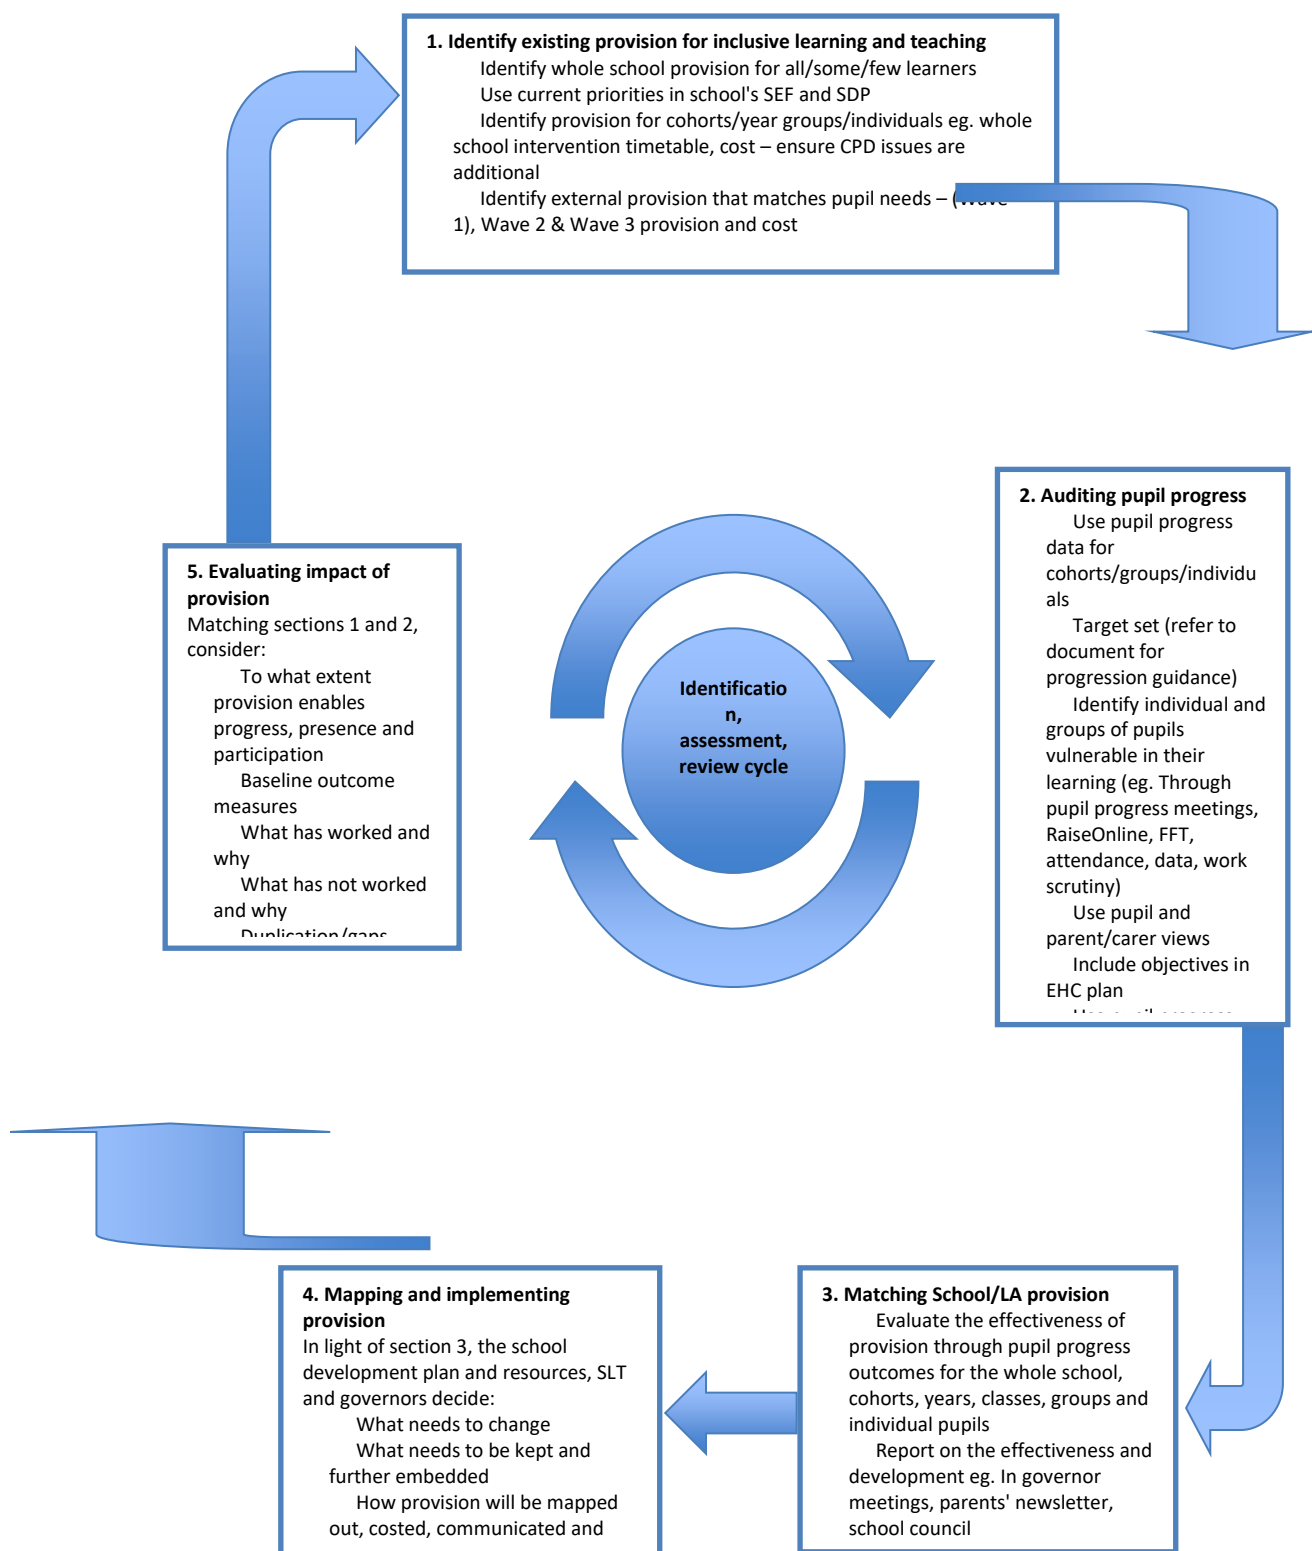 1. Identify existing provision for inclusive learning and teaching
Identify whole school provision for all/some/few learners
Use current priorities in school's SEF and SDP
Identify provision for cohorts/year groups/individuals eg. whole
school intervention timetable, cost – ensure CPD issues are
additional
Identify external provision that matches pupil needs – (Wave
1), Wave 2 & Wave 3 provision and cost
2. Auditing pupil progress
Use pupil progress
data for
cohorts/groups/individu
als
Target set (refer to
document for
progression guidance)
Identify individual and
groups of pupils
vulnerable in their
learning (eg. Through
pupil progress meetings,
RaiseOnline, FFT,
attendance, data, work
scrutiny)
Use pupil and
parent/carer views
Include objectives in
EHC plan
Use pupil progress
5. Evaluating impact of
provision
Matching sections 1 and 2,
consider:
To what extent
provision enables
progress, presence and
participation
Baseline outcome
measures
What has worked and
why
What has not worked
and why
Duplication/gaps
Identificatio
n,
assessment,
review cycle
4. Mapping and implementing
provision
In light of section 3, the school
development plan and resources, SLT
and governors decide:
What needs to change
What needs to be kept and
further embedded
How provision will be mapped
out, costed, communicated and
3. Matching School/LA provision
Evaluate the effectiveness of
provision through pupil progress
outcomes for the whole school,
cohorts, years, classes, groups and
individual pupils
Report on the effectiveness and
development eg. In governor
meetings, parents' newsletter,
school council